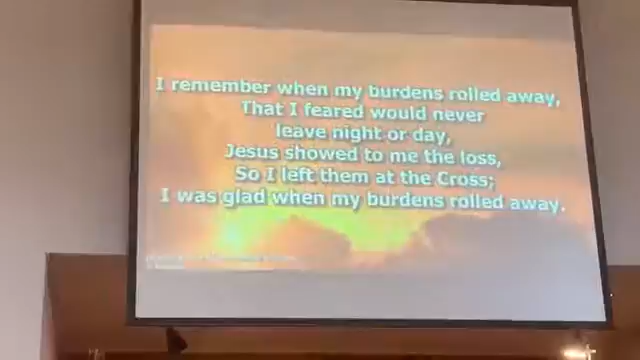 I remember when my burdens rolled away,
That I feared would never
leave night or day,
Jesus showed to me the loss,
So I left them at the Cross;
I was glad when my burdens rolled away.